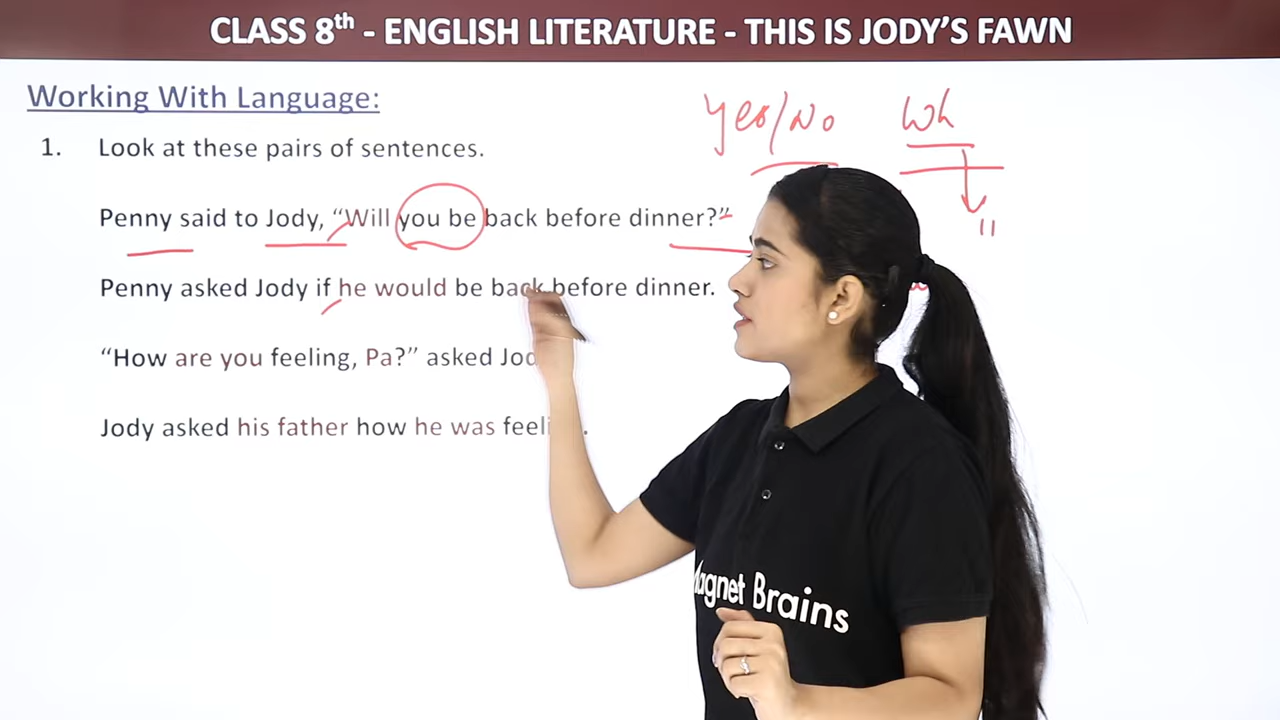 CLASS 8th - ENGLISH LITERATURE - THIS IS JODY'S FAWN
Working With Language:
Yes/No Wh
1. Look at these pairs of sentences.
Penny said to Jody, “Will you be back before dinner?”
"
Penny asked Jody if he would be back before dinner.
“How are you feeling, Pa?” asked
Jody asked his father how he was
Magnet Brains